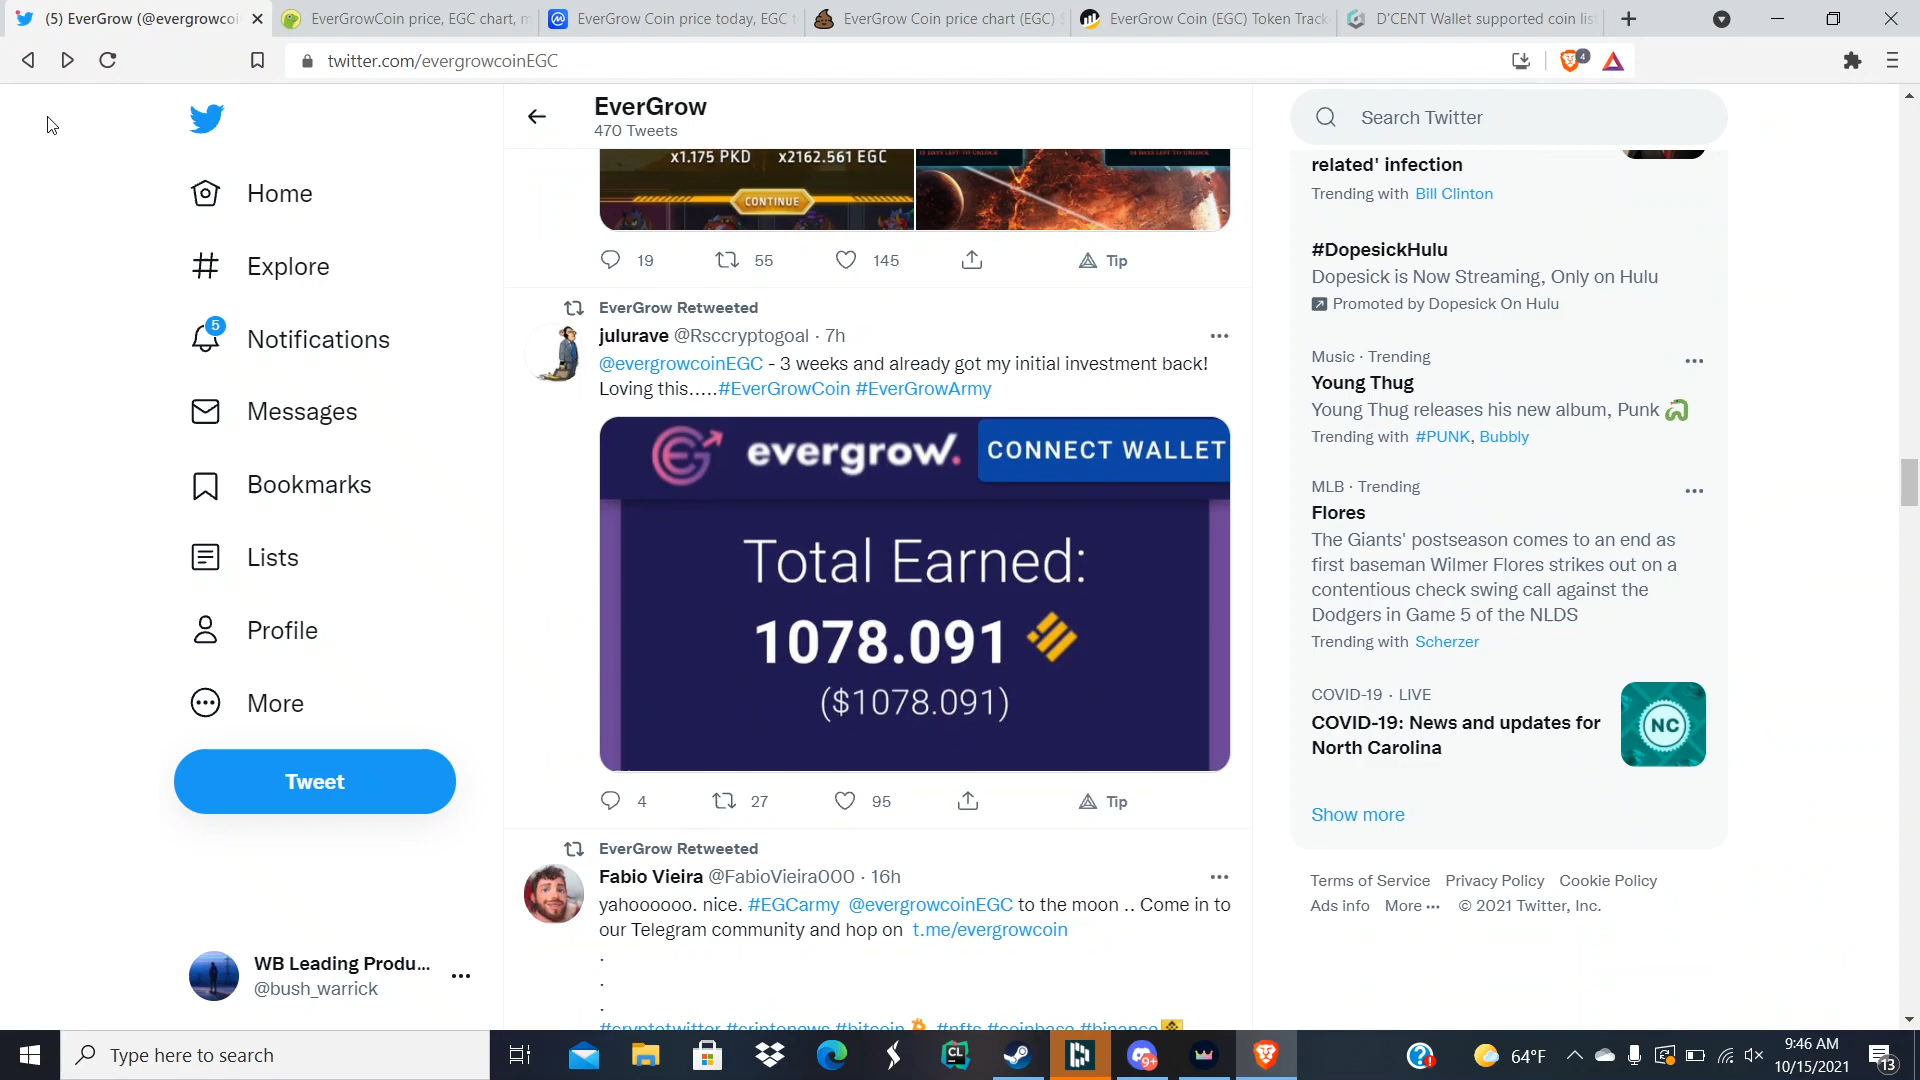 (5) EverGrow (@evergrowcoi
EverGrowCoin price, EGC chart, m
EverGrow Coin price today, EGC t
EverGrow Coin price chart (EGC)
EverGrow Coin (EGC) Token Track
D'CENT Wallet supported coin lis
twitter.com/evergrowcoinEGC
4
Home
Explore
5
Notifications
Messages
Bookmarks
Lists
Profile
More
Tweet
WB Leading Produ...
@bush_warrick
EverGrow
470 Tweets
x1.175 PKD x2162.561 EGC
CONTINUE
19 55 145 Tip
EverGrow Retweeted
julurave @Rsccryptogoal · 7h
@evergrowcoinEGC - 3 weeks and already got my initial investment back!
Loving this.....#EverGrowCoin #EverGrowArmy
evergrow. CONNECT WALLET
Total Earned:
1078.091
($1078.091)
4 27 95 Tip
EverGrow Retweeted
Fabio Vieira @FabioVieira000 · 16h
yahoooooo. nice. #EGCarmy @evergrowcoinEGC to the moon .. Come in to
our Telegram community and hop on t.me/evergrowcoin
.
.
.
#cryptotwitter #criptonews #bitcoin #nfts #coinbase #binance
Search Twitter
related' infection
Trending with Bill Clinton
#DopesickHulu
Dopesick is Now Streaming, Only on Hulu
Promoted by Dopesick On Hulu
Music · Trending
Young Thug
Young Thug releases his new album, Punk
Trending with #PUNK, Bubbly
MLB · Trending
Flores
The Giants' postseason comes to an end as
first baseman Wilmer Flores strikes out on a
contentious check swing call against the
Dodgers in Game 5 of the NLDS
Trending with Scherzer
COVID-19 · LIVE
COVID-19: News and updates for
North Carolina
NC
Show more
Terms of Service Privacy Policy Cookie Policy
Ads info More ··· © 2021 Twitter, Inc.
Type here to search
CL
9+
64°F
9:46 AM
10/15/2021
13